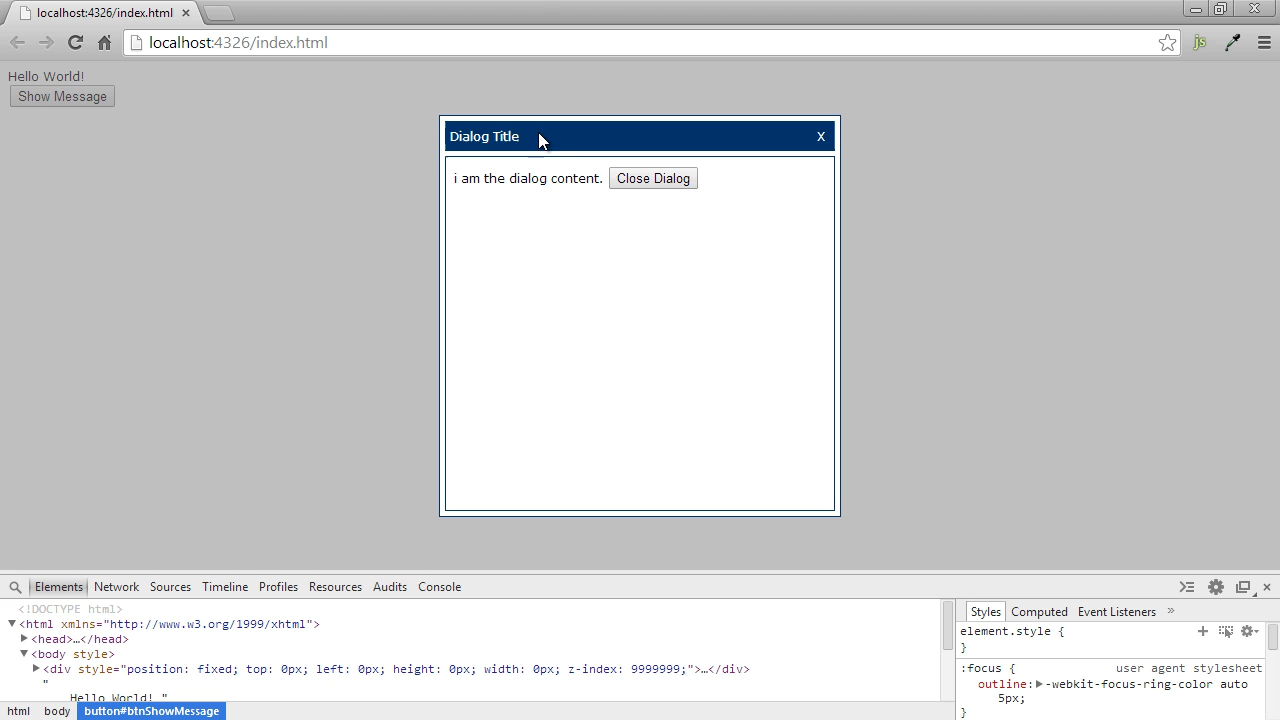 localhost:4326/index.html ×
localhost:4326/index.html
js
Hello World!
Show Message
Dialog Title X
i am the dialog content. Close Dialog
Elements Network Sources Timeline Profiles Resources Audits Console
<!DOCTYPE html>
<html xmlns="http://www.w3.org/1999/xhtml">
<head>…</head>
<body style>
<div style="position: fixed; top: 0px; left: 0px; height: 0px; width: 0px; z-index: 9999999;">…</div>
"
Hello World! "
html body button#btnShowMessage
Styles Computed Event Listeners »
element.style {
}
:focus { user agent stylesheet
outline: -webkit-focus-ring-color auto
5px;
}